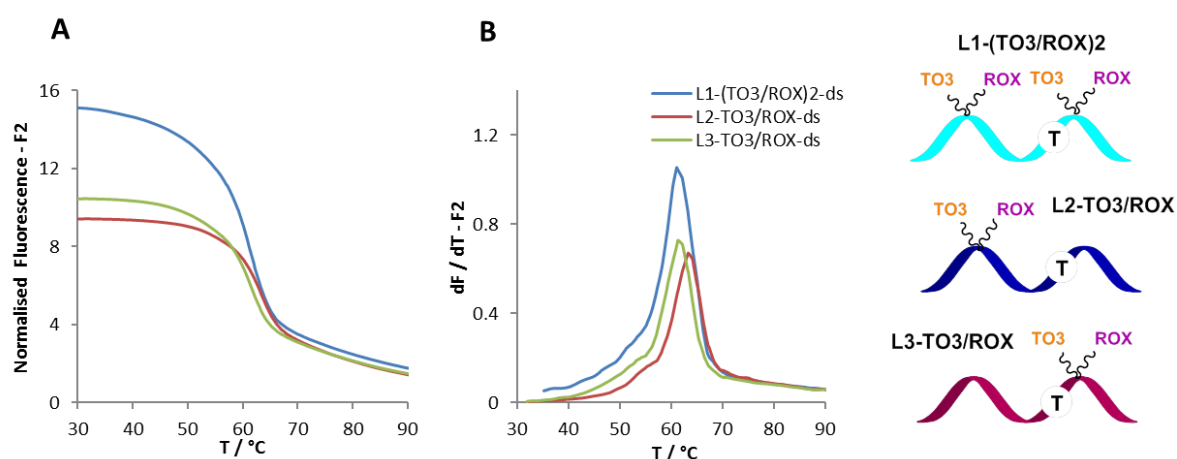 A
Normalised Fluorescence - F2
16
12
8
4
0
30 40 50 60 70 80 90
T / °C
B
dF / dT - F2
1.2
0.8
0.4
0
30 40 50 60 70 80 90
T / °C
L1-(TO3/ROX)2-ds
L2-TO3/ROX-ds
L3-TO3/ROX-ds
L1-(TO3/ROX)2
TO3 ROX TO3 ROX
T
TO3 ROX L2-TO3/ROX
T
L3-TO3/ROX TO3 ROX
T